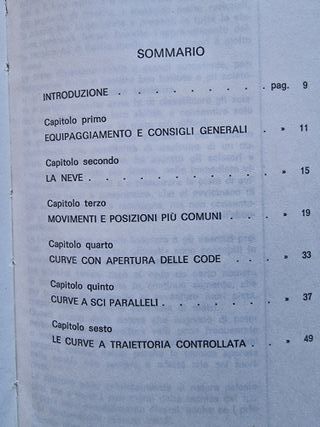 SOMMARIO
INTRODUZIONE . . . . . . . . pag. 9
Capitolo primo
EQUIPAGGIAMENTO E CONSIGLI GENERALI . » 11
Capitolo secondo
LA NEVE . . . . . . . . . . » 15
Capitolo terzo
MOVIMENTI E POSIZIONI PIÙ COMUNI . . . » 19
Capitolo quarto
CURVE CON APERTURA DELLE CODE . . . » 33
Capitolo quinto
CURVE A SCI PARALLELI . . . . . . » 37
Capitolo sesto
LE CURVE A TRAIETTORIA CONTROLLATA . . » 49